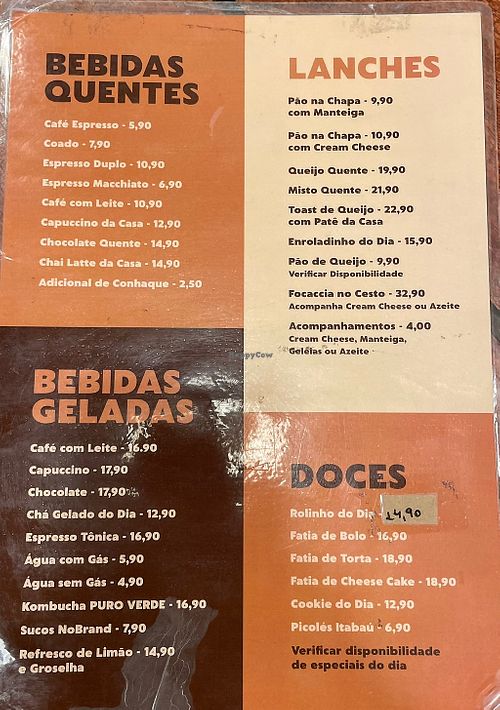 BEBIDAS
QUENTES
Café Espresso - 5,90
Coado - 7,90
Espresso Duplo - 10,90
Espresso Macchiato - 6,90
Café com Leite - 10,90
Capuccino da Casa - 12,90
Chocolate Quente - 14,90
Chai Latte da Casa - 14,90
Adicional de Conhaque - 2,50
BEBIDAS
GELADAS
Café com Leite - 16,90
Capuccino - 17,90
Chocolate - 17,90
Chá Gelado do Dia - 12,90
Espresso Tônica - 16,90
Água com Gás - 5,90
Água sem Gás - 4,90
Kombucha PURO VERDE - 16,90
Sucos NoBrand - 7,90
Refresco de Limão - 14,90
e Groselha
LANCHES
Pão na Chapa - 9,90
com Manteiga
Pão na Chapa - 10,90
com Cream Cheese
Queijo Quente - 19,90
Misto Quente - 21,90
Toast de Queijo - 22,90
com Patê da Casa
Enroladinho do Dia - 15,90
Pão de Queijo - 9,90
Verificar Disponibilidade
Focaccia no Cesto - 32,90
Acompanha Cream Cheese ou Azeite
Acompanhamentos - 4,00
Cream Cheese, Manteiga,
Geléias ou Azeite
DOCES
Rolinho do Dia - 14,90
Fatia de Bolo - 16,90
Fatia de Torta - 18,90
Fatia de Cheese Cake - 18,90
Cookie do Dia - 12,90
Picolés Itabaú - 6,90
Verificar disponibilidade
de especiais do dia